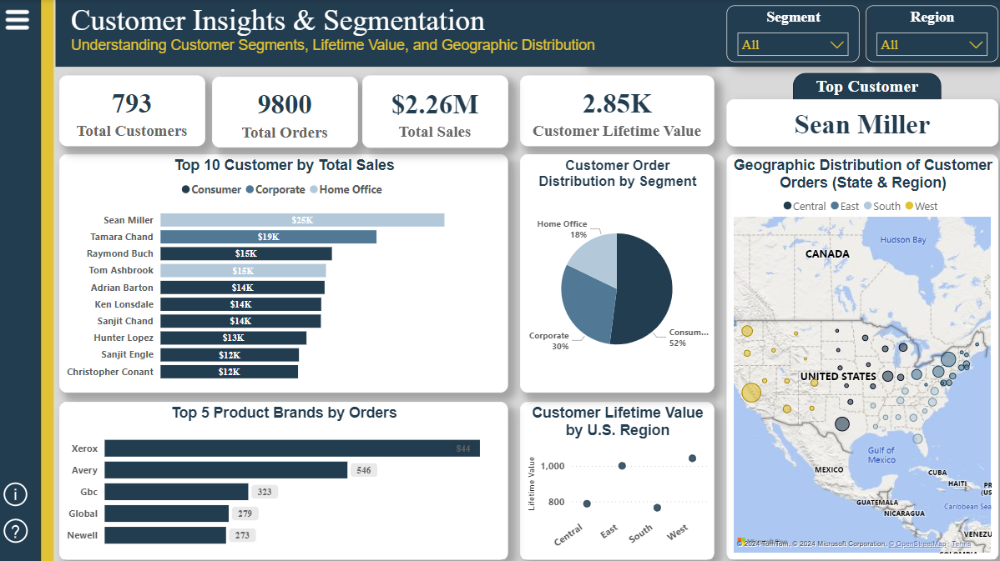 Customer Insights & Segmentation
Understanding Customer Segments, Lifetime Value, and Geographic Distribution
Segment
All
Region
All
793
Total Customers
9800
Total Orders
$2.26M
Total Sales
2.85K
Customer Lifetime Value
Top Customer
Sean Miller
Top 10 Customer by Total Sales
Consumer Corporate Home Office
Sean Miller $25K
Tamara Chand $19K
Raymond Buch $15K
Tom Ashbrook $15K
Adrian Barton $14K
Ken Lonsdale $14K
Sanjit Chand $14K
Hunter Lopez $13K
Sanjit Engle $12K
Christopher Conant $12K
Customer Order
Distribution by Segment
Home Office
18%
Corporate
30%
Consum...
52%
Geographic Distribution of Customer
Orders (State & Region)
Central East South West
Hudson Bay
CANADA
UNITED STATES
Gulf of
Mexico
MEXICO
CUBA
HAITI
PR
(US
GUATEMALA
NICARAGUA
Caribbean Sea
VENEZU
COLOMBIA
© 2024 TomTom, © 2024 Microsoft Corporation, © OpenStreetMap Terms
Top 5 Product Brands by Orders
Xerox 844
Avery 546
Gbc 323
Global 279
Newell 273
Customer Lifetime Value
by U.S. Region
Lifetime Value
1,000
800
Central
East
South
West
i
?